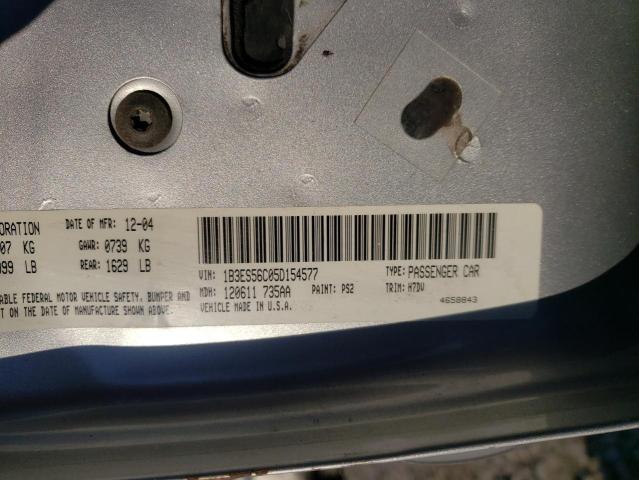 ORATION DATE OF MFR: 12-04
07 KG GAWR: 0739 KG
099 LB REAR: 1629 LB
VIN: 1B3ES56C05D154577 TYPE: PASSENGER CAR
MDH: 120611 735AA PAINT: PS2 TRIM: H7DV
VEHICLE MADE IN U.S.A. 4658843
ABLE FEDERAL MOTOR VEHICLE SAFETY, BUMPER AND
T ON THE DATE OF MANUFACTURE SHOWN ABOVE.